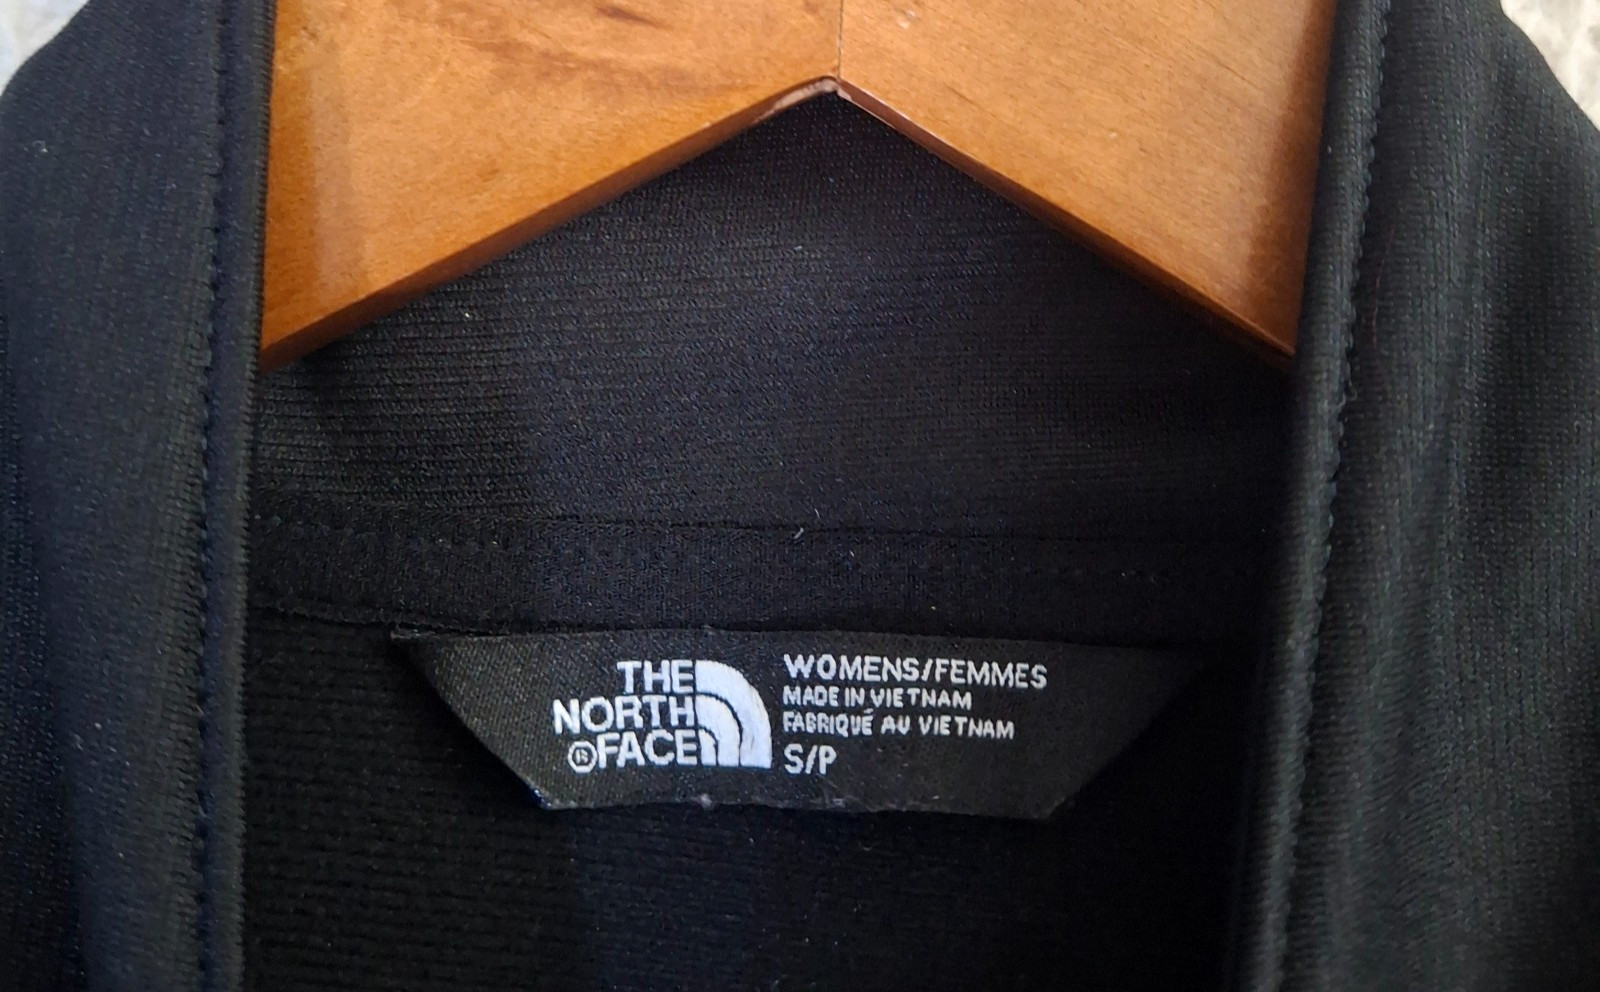 THE
NORTH
®FACE
WOMENS/FEMMES
MADE IN VIETNAM
FABRIQUÉ AU VIETNAM
S/P